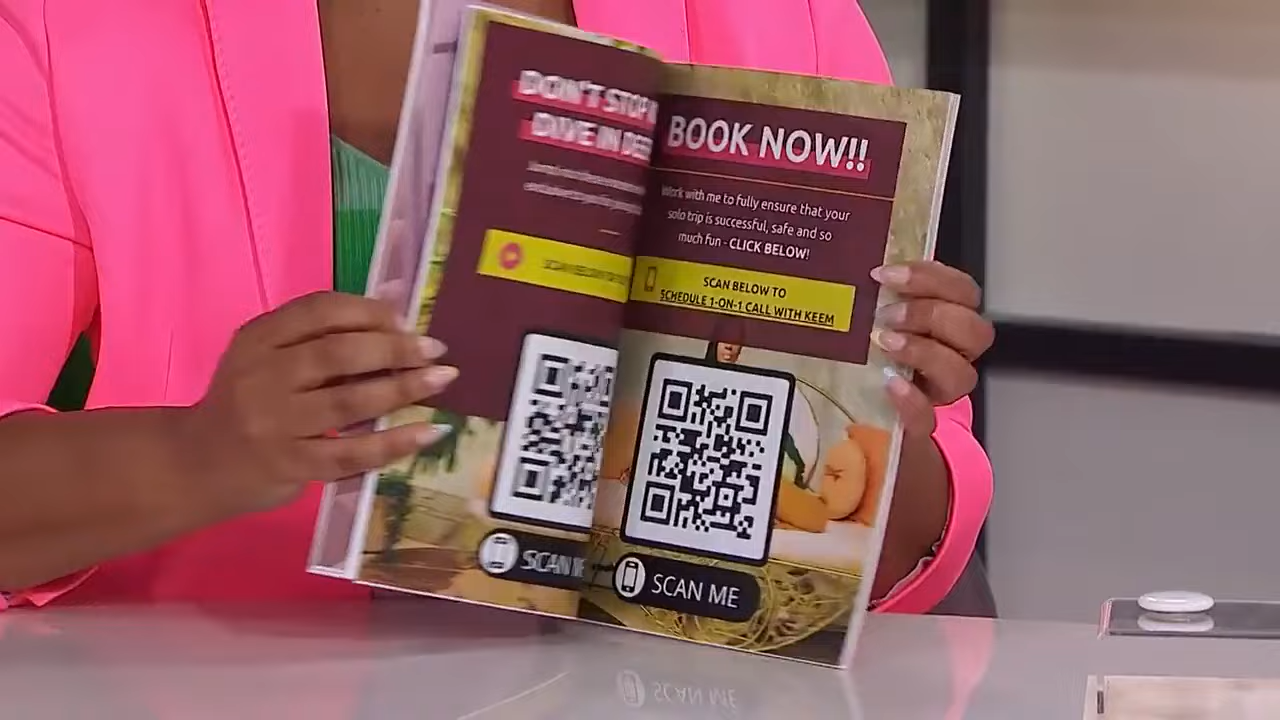 DON'T STOP
DIVE IN
SCAN
BOOK NOW!!
Work with me to fully ensure that your
solo trip is successful, safe and so
much fun - CLICK BELOW!
SCAN BELOW TO
SCHEDULE 1-ON-1 CALL WITH KEEM
SCAN ME